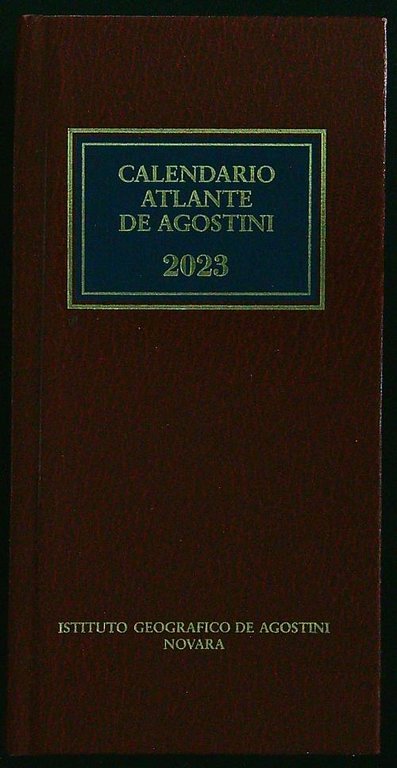 CALENDARIO
ATLANTE
DE AGOSTINI
2023
ISTITUTO GEOGRAFICO DE AGOSTINI
NOVARA